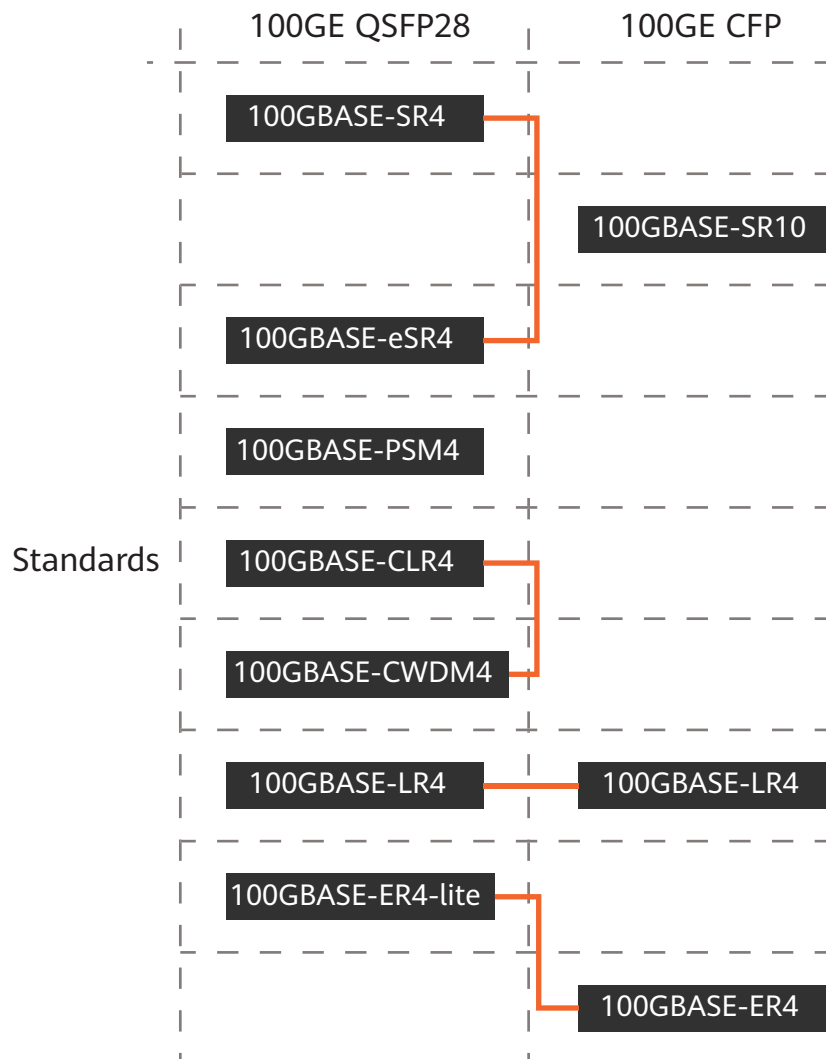 100GE QSFP28
100GE CFP
100GBASE-SR4
100GBASE-SR10
100GBASE-eSR4
100GBASE-PSM4
Standards
100GBASE-CLR4
100GBASE-CWDM4
100GBASE-LR4
100GBASE-LR4
100GBASE-ER4-lite
100GBASE-ER4